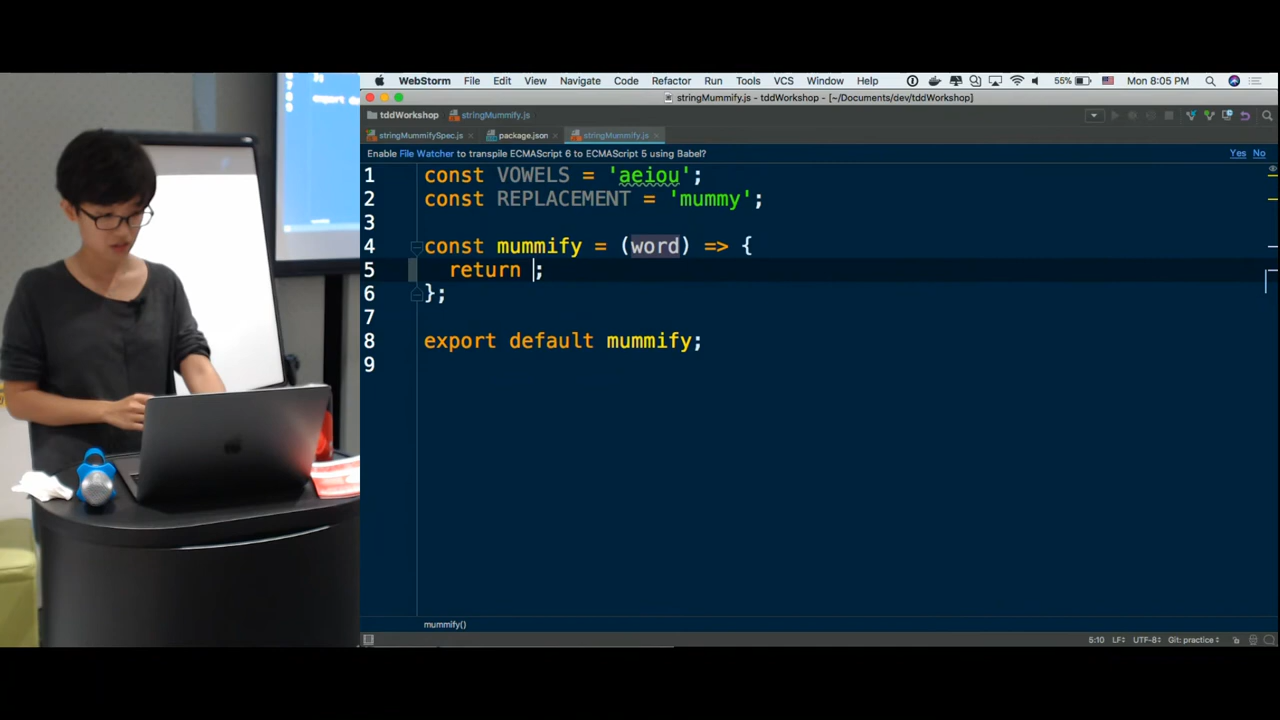 WebStorm File Edit View Navigate Code Refactor Run Tools VCS Window Help 55% Mon 8:05 PM
stringMummify.js - tddWorkshop - [~/Documents/dev/tddWorkshop]
tddWorkshop stringMummify.js
stringMummifySpec.js package.json stringMummify.js
Enable File Watcher to transpile ECMAScript 6 to ECMAScript 5 using Babel? Yes No
1 const VOWELS = 'aeiou';
2 const REPLACEMENT = 'mummy';
3
4 const mummify = (word) => {
5 return ;
6 };
7
8 export default mummify;
9
mummify()
5:10 LF÷ UTF-8÷ Git: practice÷